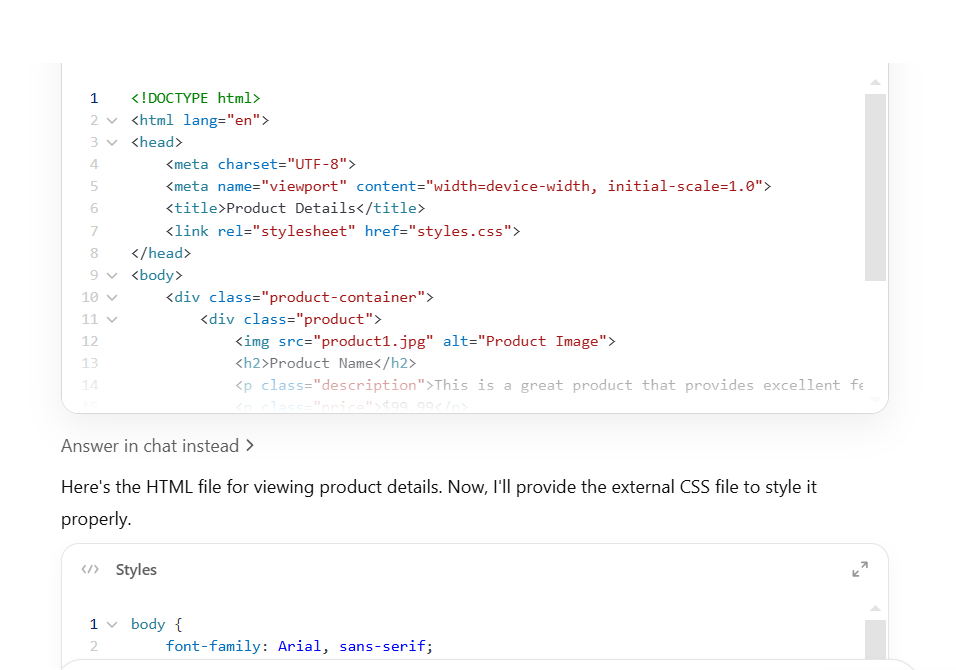 1 <!DOCTYPE html>
2 <html lang="en">
3 <head>
4 <meta charset="UTF-8">
5 <meta name="viewport" content="width=device-width, initial-scale=1.0">
6 <title>Product Details</title>
7 <link rel="stylesheet" href="styles.css">
8 </head>
9 <body>
10 <div class="product-container">
11 <div class="product">
12 <img src="product1.jpg" alt="Product Image">
13 <h2>Product Name</h2>
14 <p class="description">This is a great product that provides excellent fe
15 <p class="price">$99.99</p>
Answer in chat instead >
Here's the HTML file for viewing product details. Now, I'll provide the external CSS file to style it
properly.
</> Styles
1 body {
2 font-family: Arial, sans-serif;